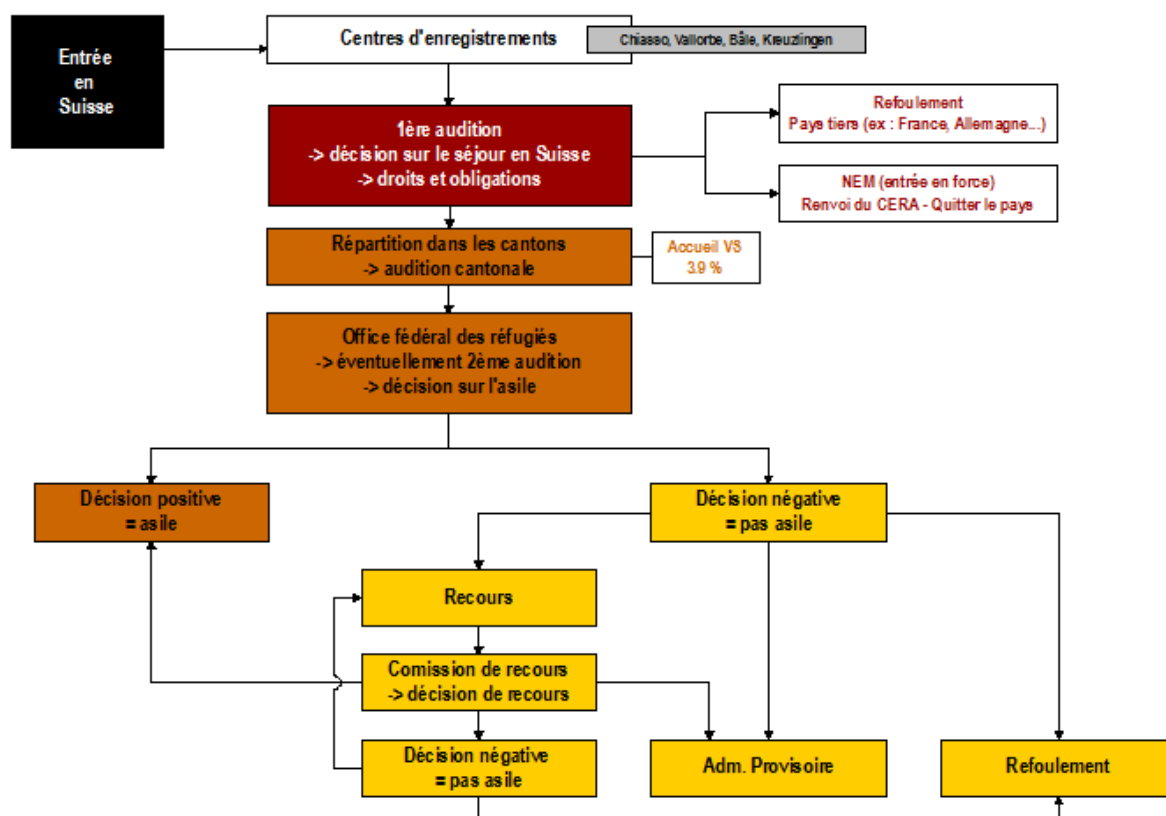 Entrée
en
Suisse
Centres d'enregistrements
Chiasso, Vallorbe, Bâle, Kreuzlingen
1ère audition
-> décision sur le séjour en Suisse
-> droits et obligations
Refoulement
Pays tiers (ex : France, Allemagne...)
NEM (entrée en force)
Renvoi du CERA - Quitter le pays
Répartition dans les cantons
-> audition cantonale
Accueil VS
3.9 %
Office fédéral des réfugiés
-> éventuellement 2ème audition
-> décision sur l'asile
Décision positive
= asile
Décision négative
= pas asile
Recours
Comission de recours
-> décision de recours
Décision négative
= pas asile
Adm. Provisoire
Refoulement